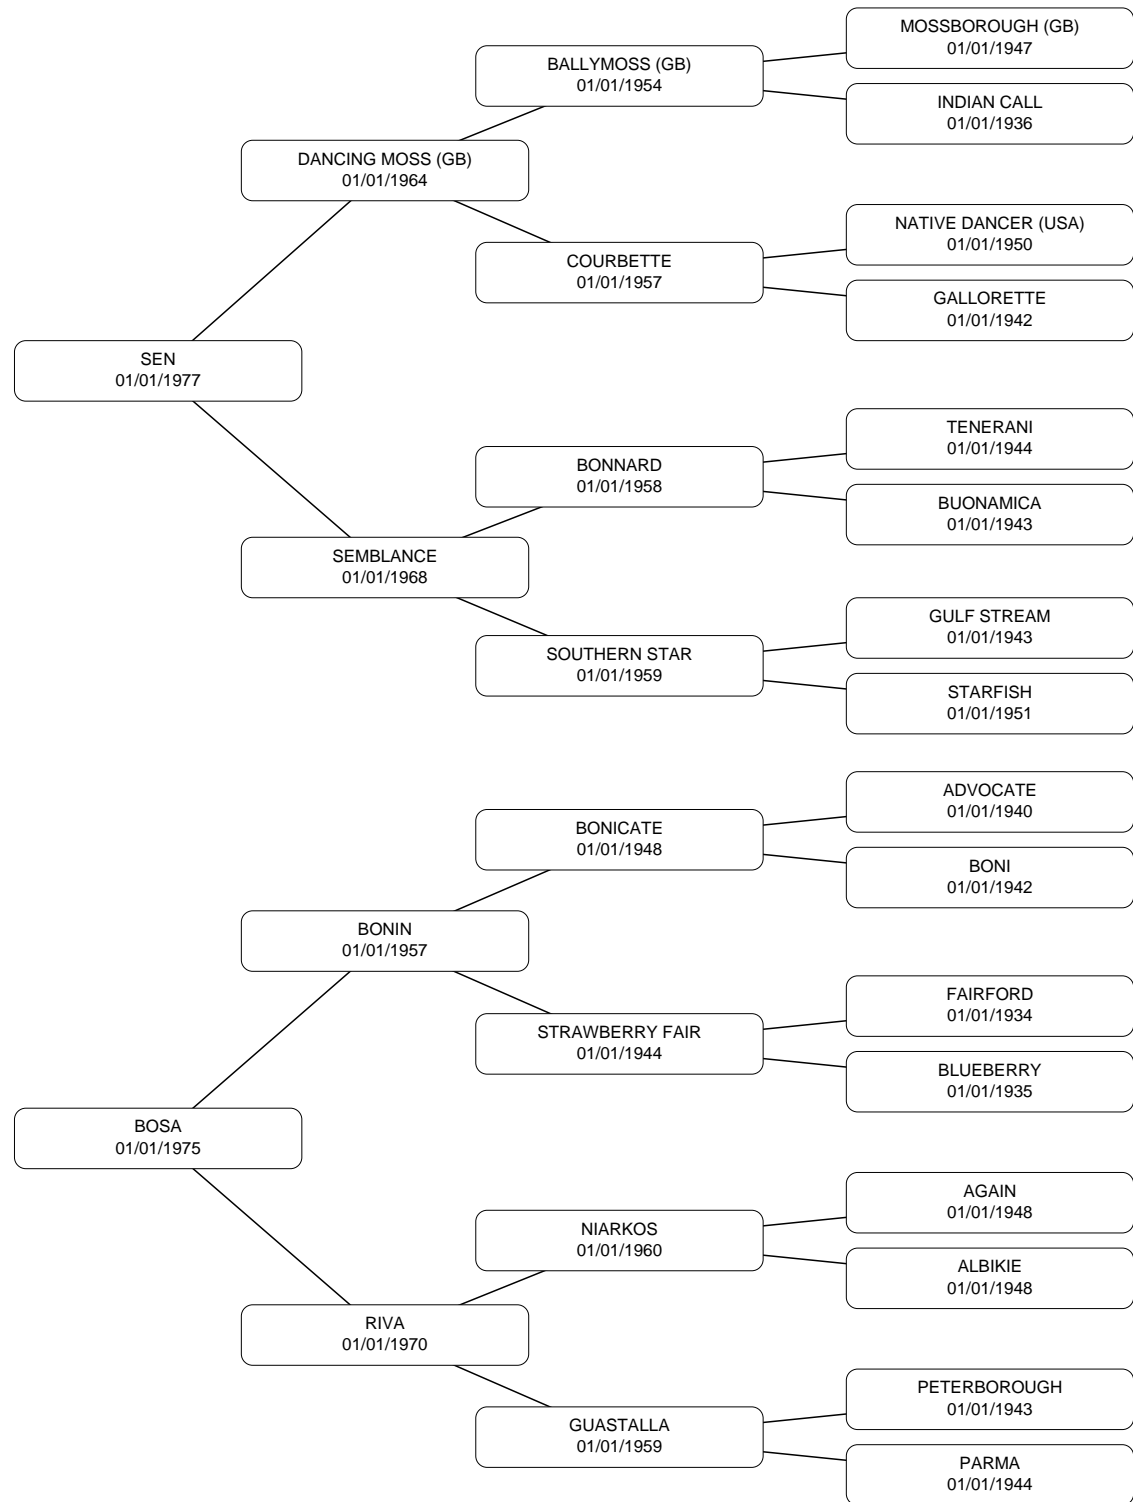 MOSSBOROUGH (GB)
01/01/1947
BALLYMOSS (GB)
01/01/1954
INDIAN CALL
01/01/1936
DANCING MOSS (GB)
01/01/1964
NATIVE DANCER (USA)
01/01/1950
COURBETTE
01/01/1957
GALLORETTE
01/01/1942
SEN
01/01/1977
TENERANI
01/01/1944
BONNARD
01/01/1958
BUONAMICA
01/01/1943
SEMBLANCE
01/01/1968
GULF STREAM
01/01/1943
SOUTHERN STAR
01/01/1959
STARFISH
01/01/1951
ADVOCATE
01/01/1940
BONICATE
01/01/1948
BONI
01/01/1942
BONIN
01/01/1957
FAIRFORD
01/01/1934
STRAWBERRY FAIR
01/01/1944
BLUEBERRY
01/01/1935
BOSA
01/01/1975
AGAIN
01/01/1948
NIARKOS
01/01/1960
ALBIKIE
01/01/1948
RIVA
01/01/1970
PETERBOROUGH
01/01/1943
GUASTALLA
01/01/1959
PARMA
01/01/1944